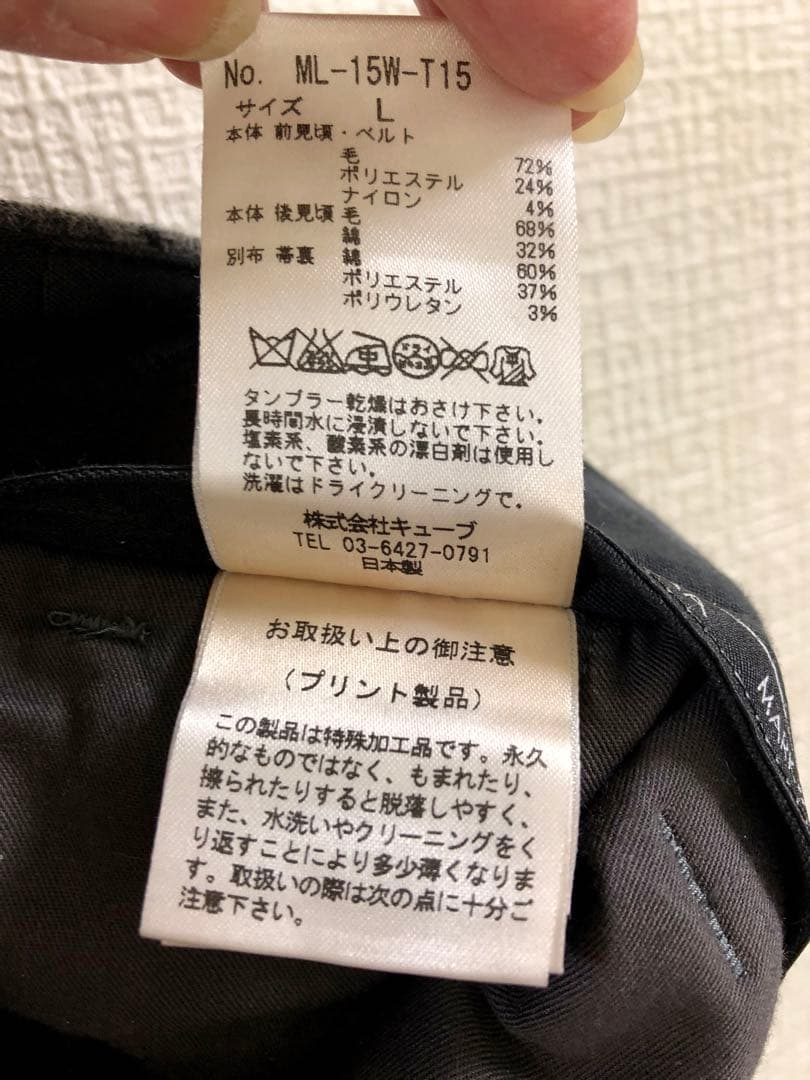 No. ML-15W-T15
サイズ L
本体 前見頃・ベルト
毛 72%
ポリエステル 24%
ナイロン 4%
本体 後見頃 毛 68%
綿 32%
別布 帯裏 綿 60%
ポリエステル 37%
ポリウレタン 3%
タンブラー乾燥はおさけ下さい.
長時間水に浸漬しないで下さい.
塩素系、酸素系の漂白剤は使用し
ないで下さい.
洗濯はドライクリーニングで.
株式会社キューブ
TEL 03-6427-0791
日本製
お取扱い上の御注意
(プリント製品)
この製品は特殊加工品です。永久
的なものではなく、もまれたり、
擦られたりすると脱落しやすく、
また、水洗いやクリーニングをく
り返すことにより多少薄くなりま
す。取扱いの際は次の点に十分ご
注意下さい。